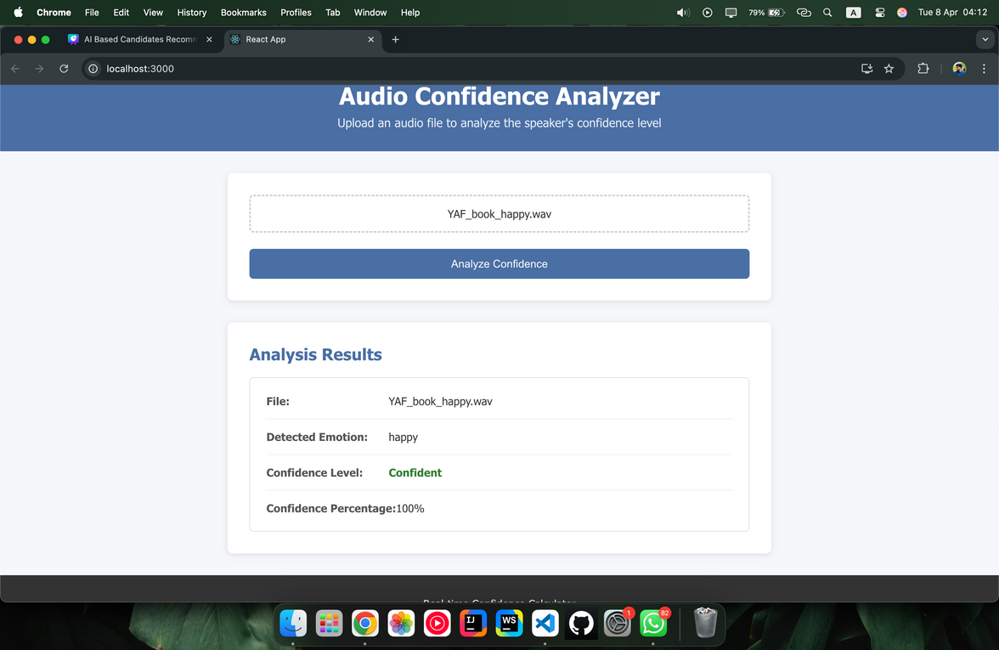 Chrome File Edit View History Bookmarks Profiles Tab Window Help 79% A Tue 8 Apr 04:12
AI Based Candidates Recomm React App
localhost:3000
Audio Confidence Analyzer
Upload an audio file to analyze the speaker's confidence level
YAF_book_happy.wav
Analyze Confidence
Analysis Results
File: YAF_book_happy.wav
Detected Emotion: happy
Confidence Level: Confident
Confidence Percentage:100%
Real-time Confidence Calculator
IJ WS 1 82